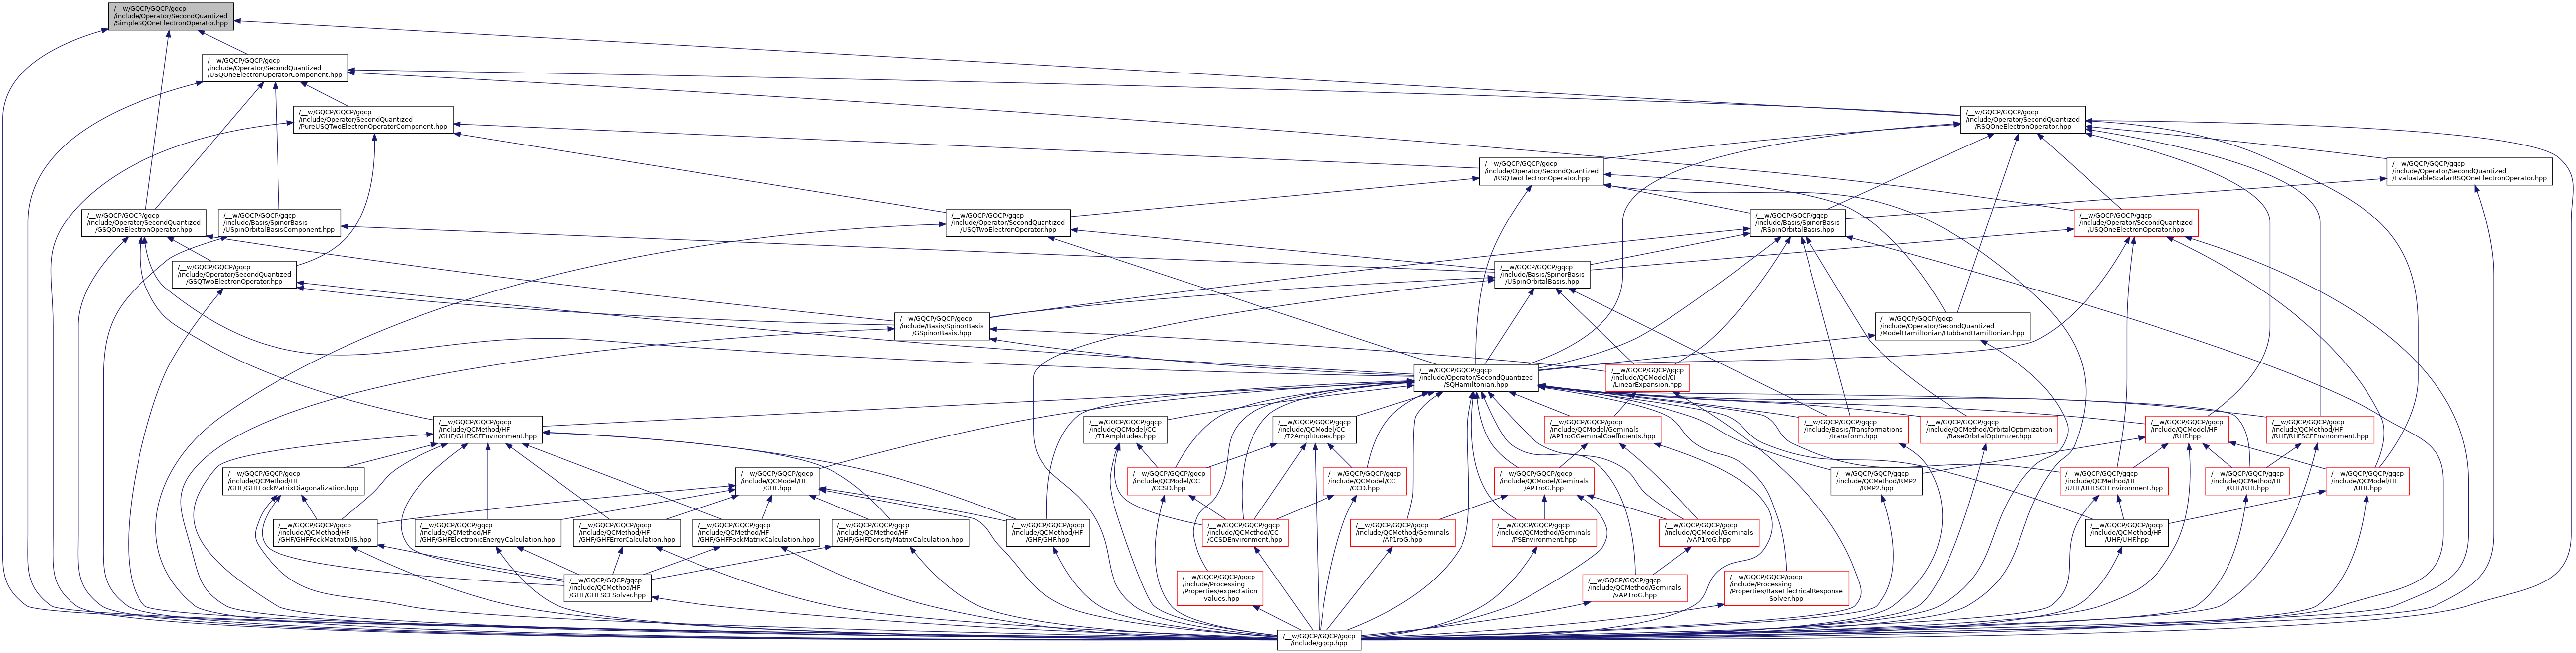 /__w/GQCP/GQCP/gqcp
/include/Operator/SecondQuantized
/SimpleSQOneElectronOperator.hpp
/__w/GQCP/GQCP/gqcp
/include/Operator/SecondQuantized
/USQOneElectronOperatorComponent.hpp
/__w/GQCP/GQCP/gqcp
/include/Operator/SecondQuantized
/PureUSQTwoElectronOperatorComponent.hpp
/__w/GQCP/GQCP/gqcp
/include/Operator/SecondQuantized
/RSQOneElectronOperator.hpp
/__w/GQCP/GQCP/gqcp
/include/Operator/SecondQuantized
/RSQTwoElectronOperator.hpp
/__w/GQCP/GQCP/gqcp
/include/Operator/SecondQuantized
/EvaluatableScalarRSQOneElectronOperator.hpp
/__w/GQCP/GQCP/gqcp
/include/Operator/SecondQuantized
/GSQOneElectronOperator.hpp
/__w/GQCP/GQCP/gqcp
/include/Basis/SpinorBasis
/USpinOrbitalBasisComponent.hpp
/__w/GQCP/GQCP/gqcp
/include/Operator/SecondQuantized
/USQTwoElectronOperator.hpp
/__w/GQCP/GQCP/gqcp
/include/Basis/SpinorBasis
/RSpinOrbitalBasis.hpp
/__w/GQCP/GQCP/gqcp
/include/Operator/SecondQuantized
/USQOneElectronOperator.hpp
/__w/GQCP/GQCP/gqcp
/include/Operator/SecondQuantized
/GSQTwoElectronOperator.hpp
/__w/GQCP/GQCP/gqcp
/include/Basis/SpinorBasis
/USpinOrbitalBasis.hpp
/__w/GQCP/GQCP/gqcp
/include/Basis/SpinorBasis
/GSpinorBasis.hpp
/__w/GQCP/GQCP/gqcp
/include/Operator/SecondQuantized
/ModelHamiltonian/HubbardHamiltonian.hpp
/__w/GQCP/GQCP/gqcp
/include/Operator/SecondQuantized
/SQHamiltonian.hpp
/__w/GQCP/GQCP/gqcp
/include/QCModel/CI
/LinearExpansion.hpp
/__w/GQCP/GQCP/gqcp
/include/QCMethod/HF
/GHF/GHFSCFEnvironment.hpp
/__w/GQCP/GQCP/gqcp
/include/QCModel/CC
/T1Amplitudes.hpp
/__w/GQCP/GQCP/gqcp
/include/QCModel/CC
/T2Amplitudes.hpp
/__w/GQCP/GQCP/gqcp
/include/QCModel/Geminals
/AP1roGGeminalCoefficients.hpp
/__w/GQCP/GQCP/gqcp
/include/Basis/Transformations
/transform.hpp
/__w/GQCP/GQCP/gqcp
/include/QCMethod/OrbitalOptimization
/BaseOrbitalOptimizer.hpp
/__w/GQCP/GQCP/gqcp
/include/QCModel/HF
/RHF.hpp
/__w/GQCP/GQCP/gqcp
/include/QCMethod/HF
/RHF/RHFSCFEnvironment.hpp
/__w/GQCP/GQCP/gqcp
/include/QCMethod/HF
/GHF/GHFFockMatrixDiagonalization.hpp
/__w/GQCP/GQCP/gqcp
/include/QCModel/HF
/GHF.hpp
/__w/GQCP/GQCP/gqcp
/include/QCModel/CC
/CCSD.hpp
/__w/GQCP/GQCP/gqcp
/include/QCModel/CC
/CCD.hpp
/__w/GQCP/GQCP/gqcp
/include/QCModel/Geminals
/AP1roG.hpp
/__w/GQCP/GQCP/gqcp
/include/QCMethod/RMP2
/RMP2.hpp
/__w/GQCP/GQCP/gqcp
/include/QCMethod/HF
/UHF/UHFSCFEnvironment.hpp
/__w/GQCP/GQCP/gqcp
/include/QCMethod/HF
/RHF/RHF.hpp
/__w/GQCP/GQCP/gqcp
/include/QCModel/HF
/UHF.hpp
/__w/GQCP/GQCP/gqcp
/include/QCMethod/HF
/GHF/GHFFockMatrixDIIS.hpp
/__w/GQCP/GQCP/gqcp
/include/QCMethod/HF
/GHF/GHFElectronicEnergyCalculation.hpp
/__w/GQCP/GQCP/gqcp
/include/QCMethod/HF
/GHF/GHFErrorCalculation.hpp
/__w/GQCP/GQCP/gqcp
/include/QCMethod/HF
/GHF/GHFFockMatrixCalculation.hpp
/__w/GQCP/GQCP/gqcp
/include/QCMethod/HF
/GHF/GHFDensityMatrixCalculation.hpp
/__w/GQCP/GQCP/gqcp
/include/QCMethod/HF
/GHF/GHF.hpp
/__w/GQCP/GQCP/gqcp
/include/QCMethod/CC
/CCSDEnvironment.hpp
/__w/GQCP/GQCP/gqcp
/include/QCMethod/Geminals
/AP1roG.hpp
/__w/GQCP/GQCP/gqcp
/include/QCMethod/Geminals
/PSEnvironment.hpp
/__w/GQCP/GQCP/gqcp
/include/QCModel/Geminals
/vAP1roG.hpp
/__w/GQCP/GQCP/gqcp
/include/QCMethod/HF
/UHF/UHF.hpp
/__w/GQCP/GQCP/gqcp
/include/QCMethod/HF
/GHF/GHFSCFSolver.hpp
/__w/GQCP/GQCP/gqcp
/include/Processing
/Properties/expectation
_values.hpp
/__w/GQCP/GQCP/gqcp
/include/QCMethod/Geminals
/vAP1roG.hpp
/__w/GQCP/GQCP/gqcp
/include/Processing
/Properties/BaseElectricalResponse
Solver.hpp
/__w/GQCP/GQCP/gqcp
/include/gqcp.hpp